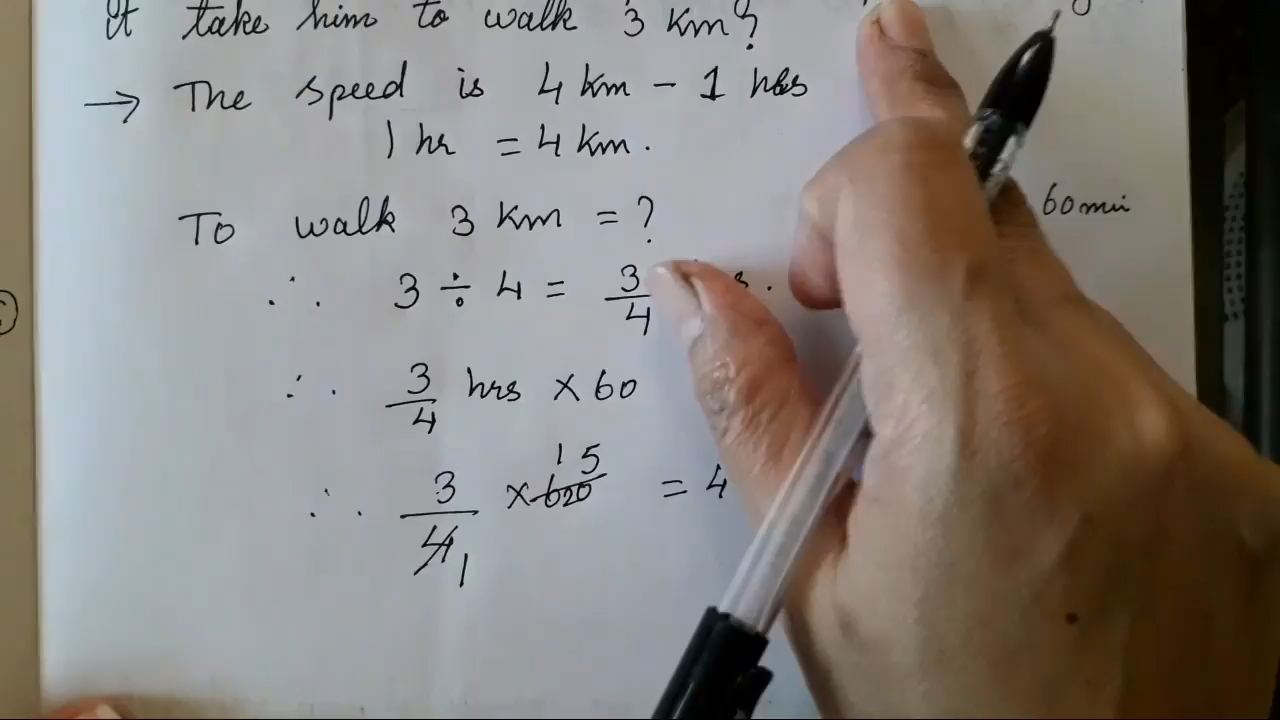 it take him to walk 3 km?
→ The speed is 4 km - 1 hrs
1 hr = 4 km.
60 min
To walk 3 km = ?
∴ 3 ÷ 4 = 3/4
∴ 3/4 hrs × 60
15
∴ 3/4 × 60 = 4
1